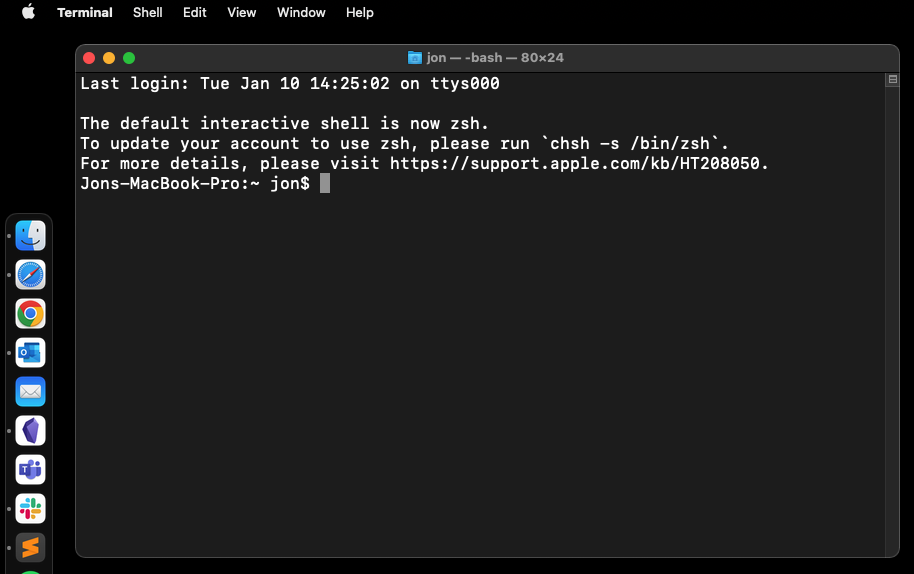 Terminal Shell Edit View Window Help
jon — -bash — 80×24
Last login: Tue Jan 10 14:25:02 on ttys000
The default interactive shell is now zsh.
To update your account to use zsh, please run `chsh -s /bin/zsh`.
For more details, please visit https://support.apple.com/kb/HT208050.
Jons-MacBook-Pro:~ jon$